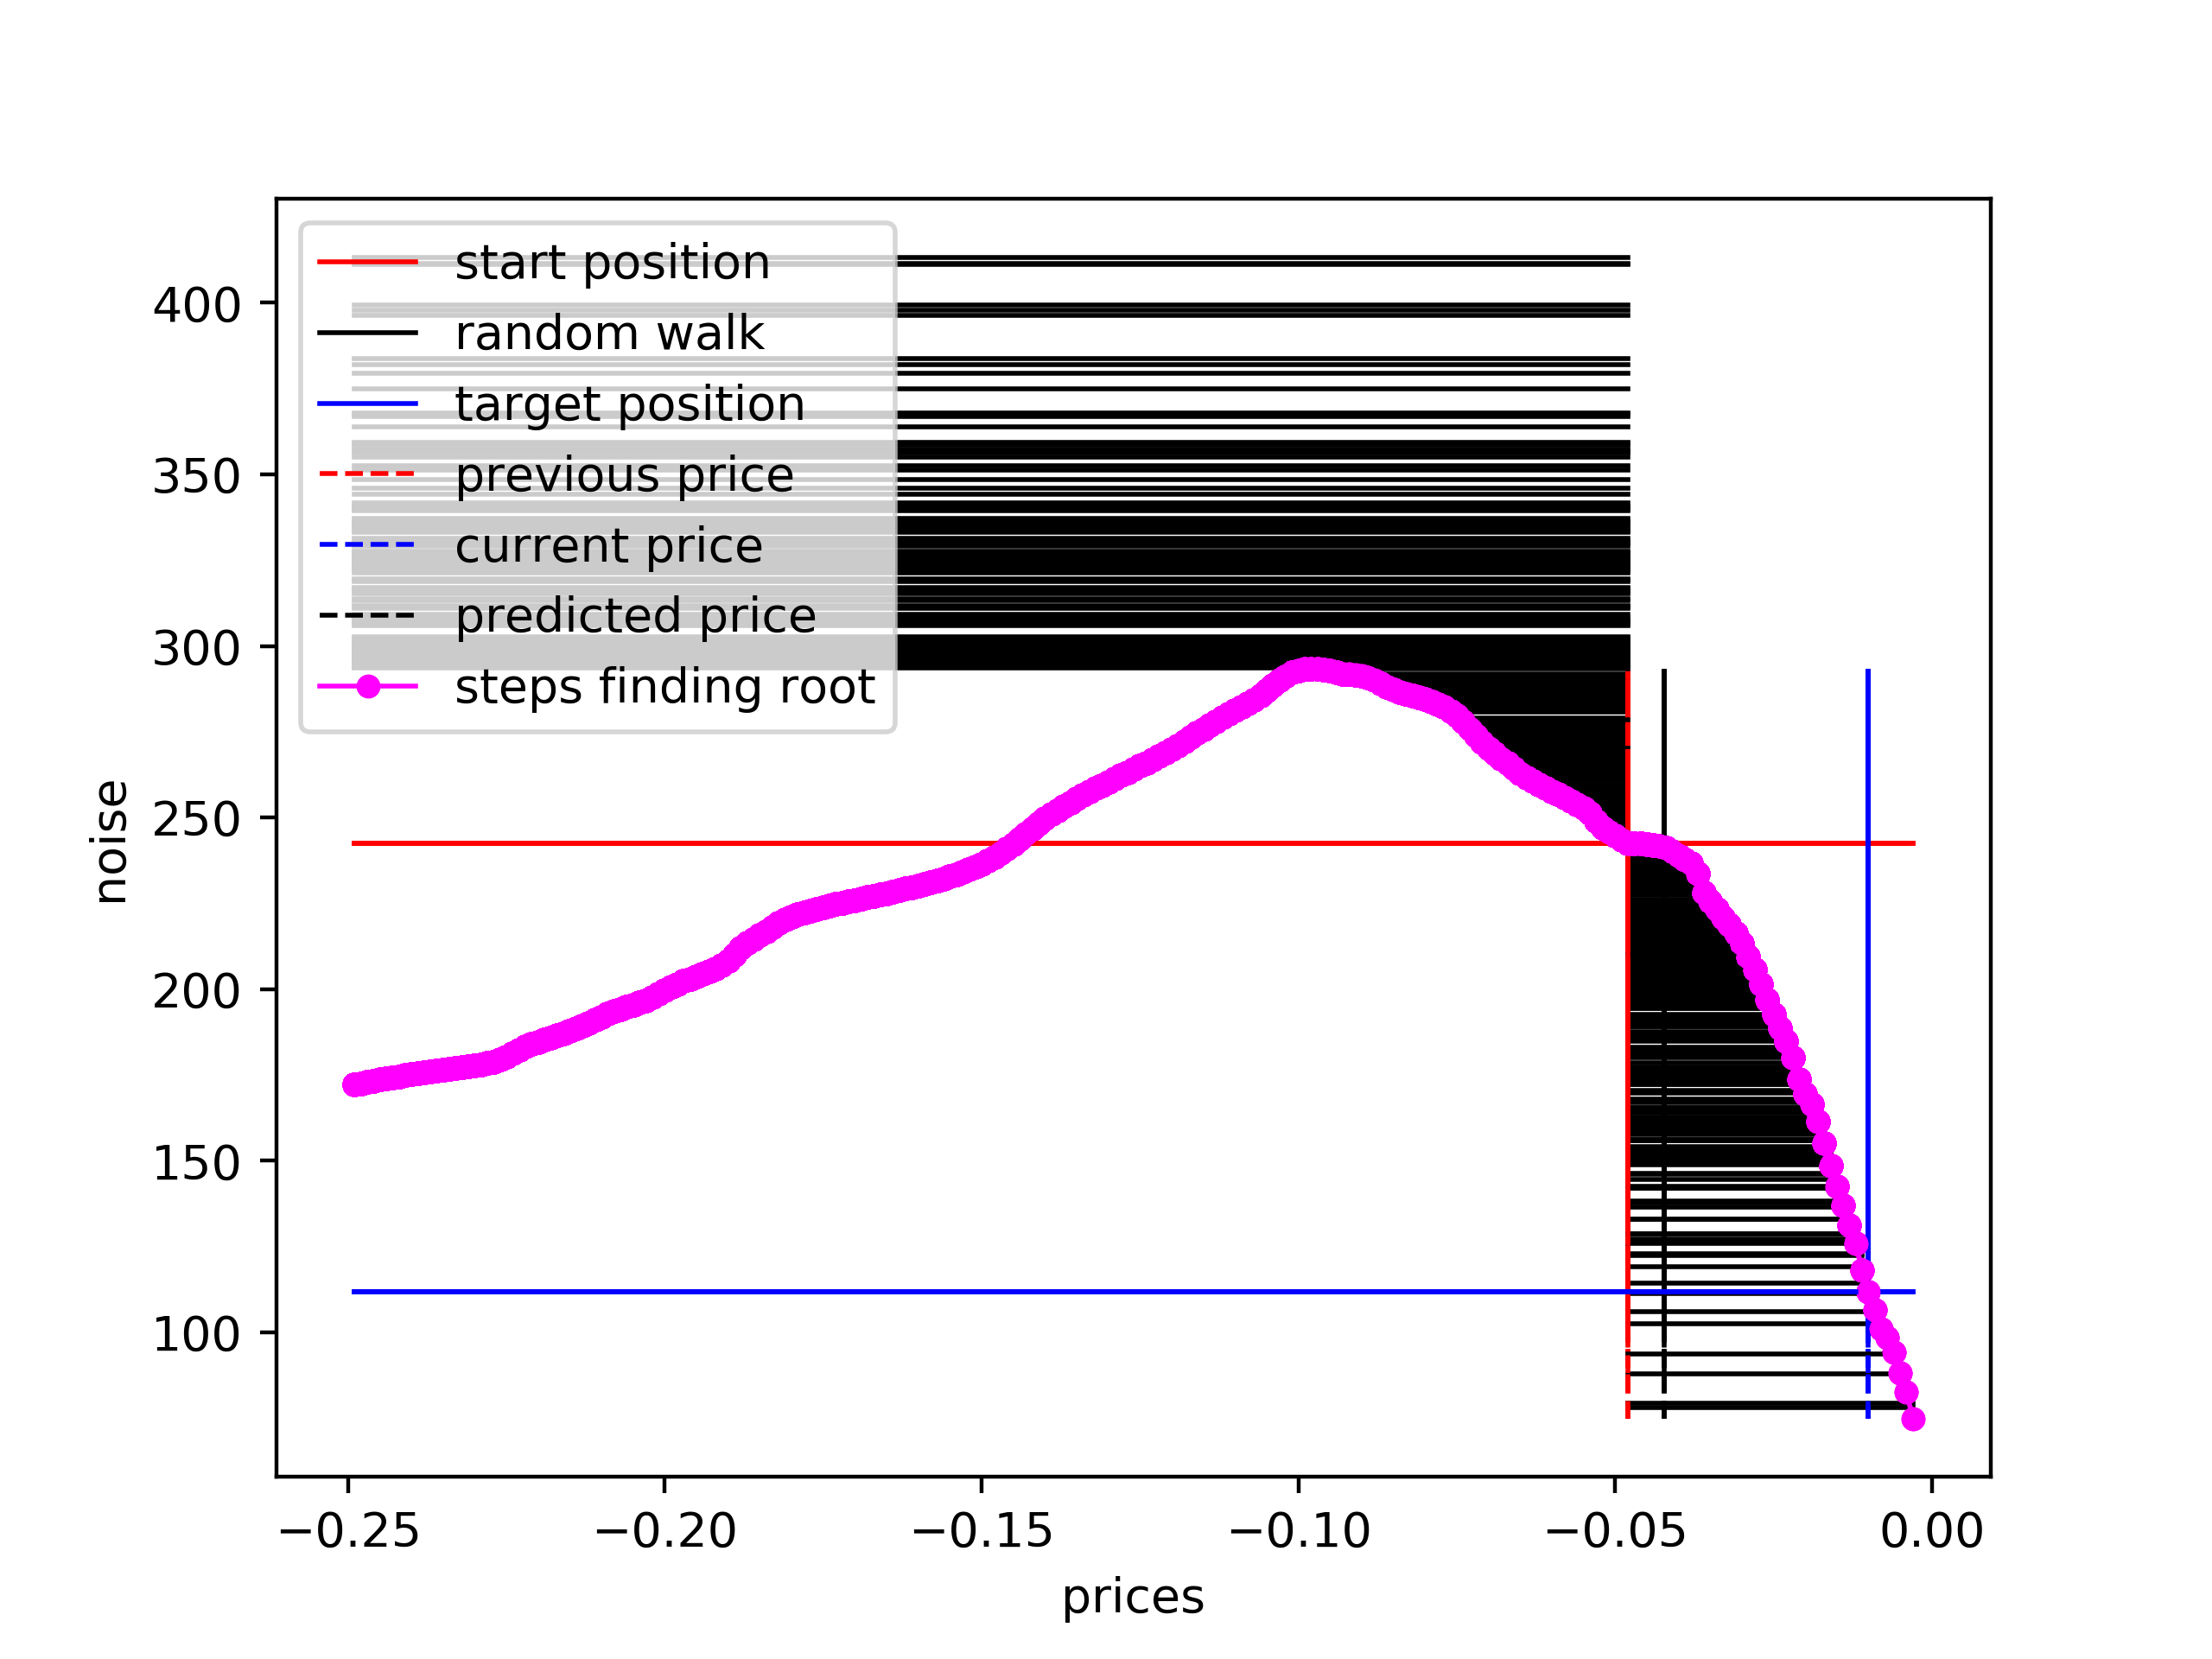 start position
random walk
target position
previous price
current price
predicted price
steps finding root
400
350
300
250
200
150
100
noise
−0.25
−0.20
−0.15
−0.10
−0.05
0.00
prices